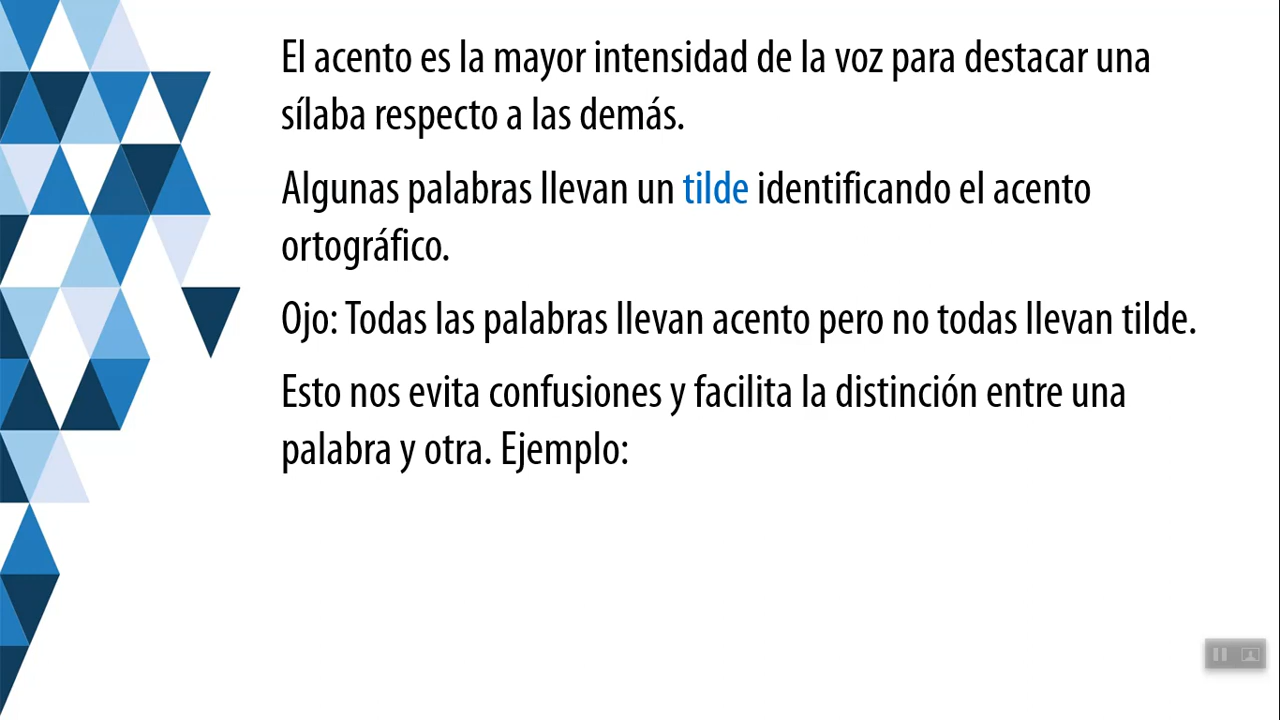 El acento es la mayor intensidad de la voz para destacar una
sílaba respecto a las demás.
Algunas palabras llevan un tilde identificando el acento
ortográfico.
Ojo: Todas las palabras llevan acento pero no todas llevan tilde.
Esto nos evita confusiones y facilita la distinción entre una
palabra y otra. Ejemplo: